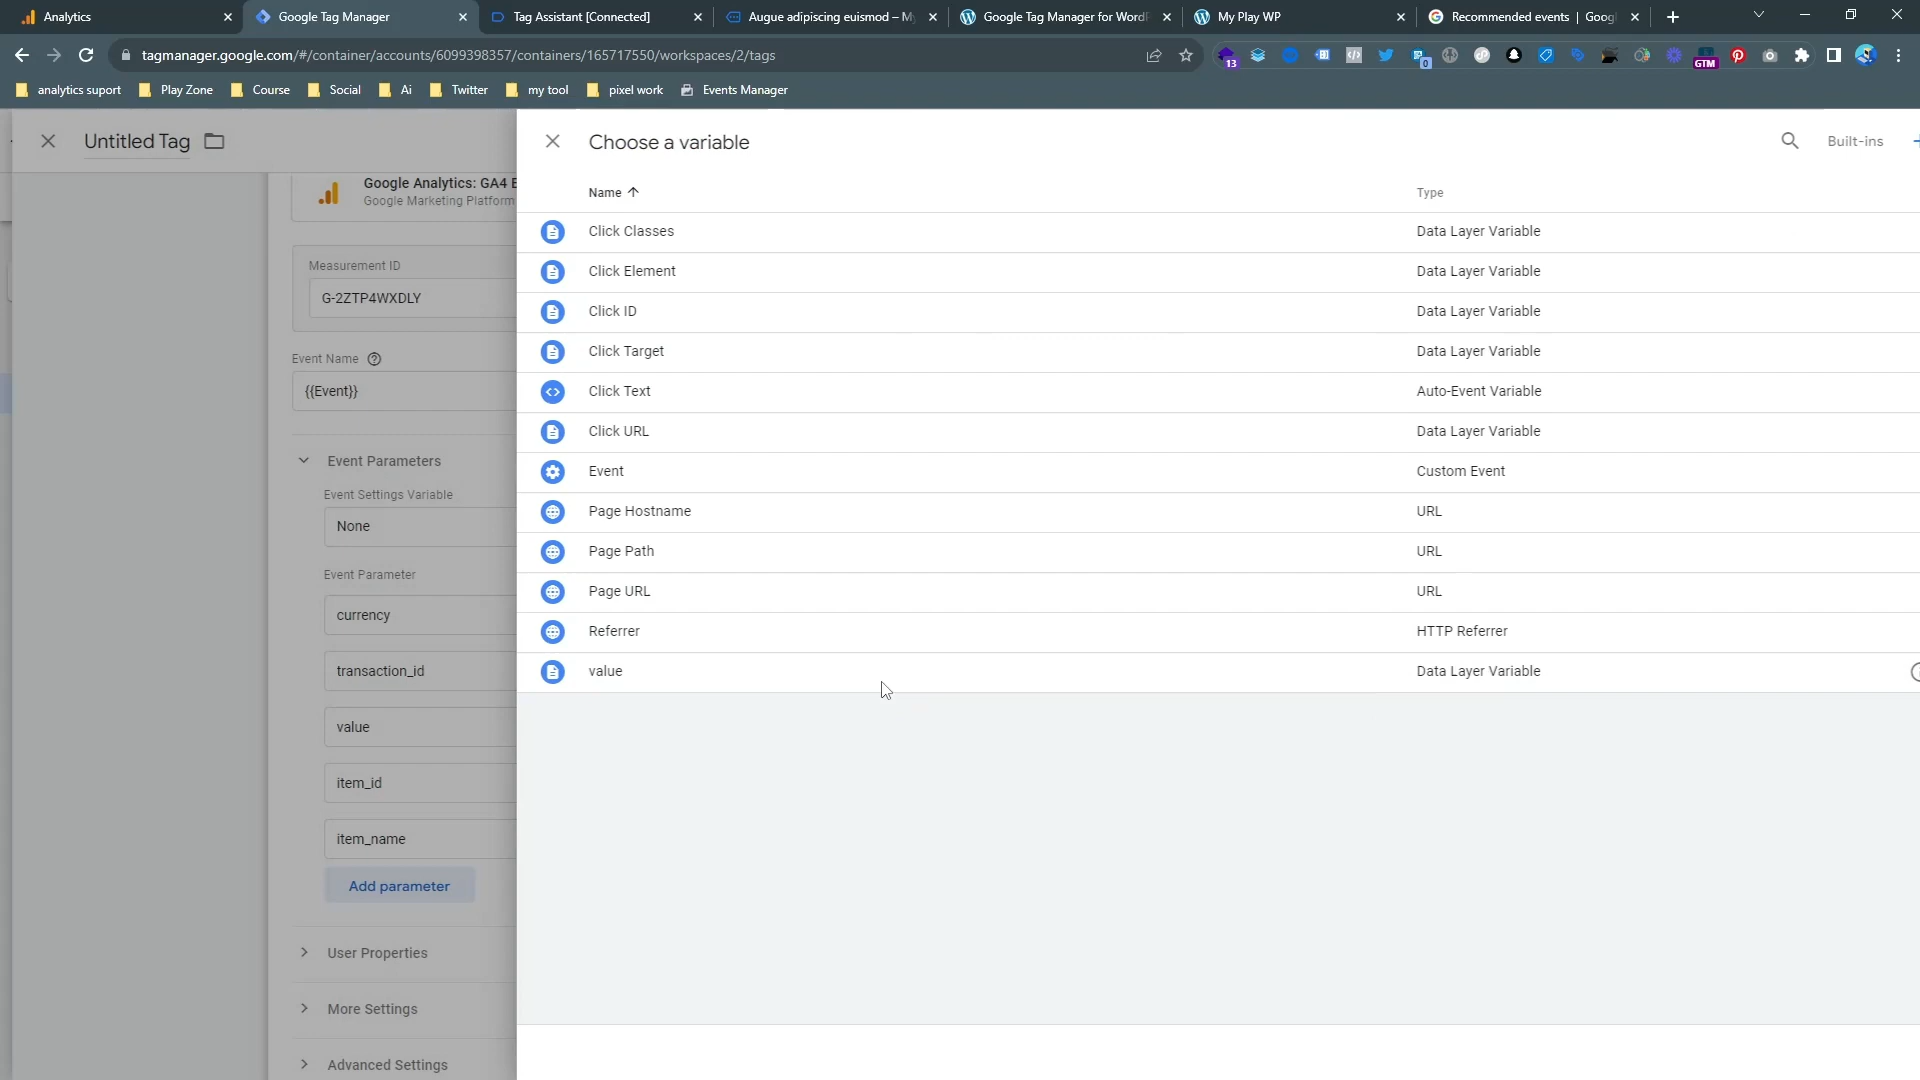 Analytics
Google Tag Manager
Tag Assistant [Connected]
Augue adipiscing euismod – My
Google Tag Manager for WordP
My Play WP
Recommended events | Goog
tagmanager.google.com/#/container/accounts/6099398357/containers/165717550/workspaces/2/tags
13
0
GTM
analytics suport
Play Zone
Course
Social
Ai
Twitter
my tool
pixel work
Events Manager
Untitled Tag
Choose a variable
Built-ins
Google Analytics: GA4 E
Google Marketing Platform
Name
Type
Click Classes
Data Layer Variable
Measurement ID
Click Element
Data Layer Variable
G-2ZTP4WXDLY
Click ID
Data Layer Variable
Event Name
Click Target
Data Layer Variable
{{Event}}
Click Text
Auto-Event Variable
Click URL
Data Layer Variable
Event Parameters
Event
Custom Event
Event Settings Variable
None
Page Hostname
URL
Page Path
URL
Event Parameter
Page URL
URL
currency
Referrer
HTTP Referrer
transaction_id
value
Data Layer Variable
value
item_id
item_name
Add parameter
User Properties
More Settings
Advanced Settings